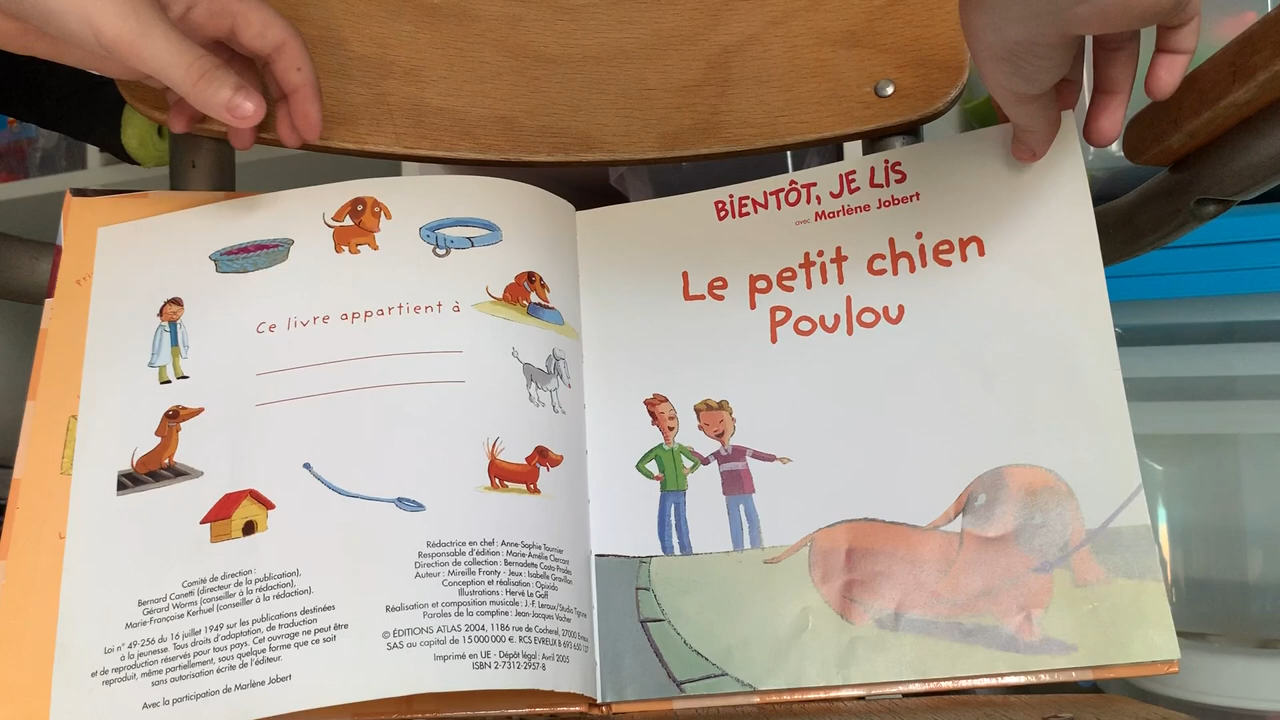 Ce livre appartient à
Comité de direction :
Bernard Canetti (directeur de la publication),
Gérard Worms (conseiller à la rédaction),
Marie-Françoise Kerhuel (conseiller à la rédaction).
Loi n° 49-256 du 16 juillet 1949 sur les publications destinées
à la jeunesse. Tous droits d'adaptation, de traduction
et de reproduction réservés pour tous pays. Cet ouvrage ne peut être
reproduit, même partiellement, sous quelque forme que ce soit
sans autorisation écrite de l'éditeur.
Avec la participation de Marlène Jobert
Rédactrice en chef : Anne-Sophie Tournier
Responsable d'édition : Marie-Amélie Clercant
Direction de collection : Bernadette Costa-Prades
Auteur : Mireille Fronty - Jeux : Isabelle Gravillon
Conception et réalisation : Opixido
Illustrations : Hervé Le Goff
Réalisation et composition musicale : J.-F. Leroux/Studio
Paroles de la comptine : Jean-Jacques Vacher
© ÉDITIONS ATLAS 2004, 1186 rue de Cocherel, 27000
SAS au capital de 15 000 000 €. RCS EVREUX B 693 650
Imprimé en UE - Dépôt légal : Avril 2005
ISBN 2-7312-2957-8
BIENTÔT, JE LIS
avec Marlène Jobert
Le petit chien
Poulou